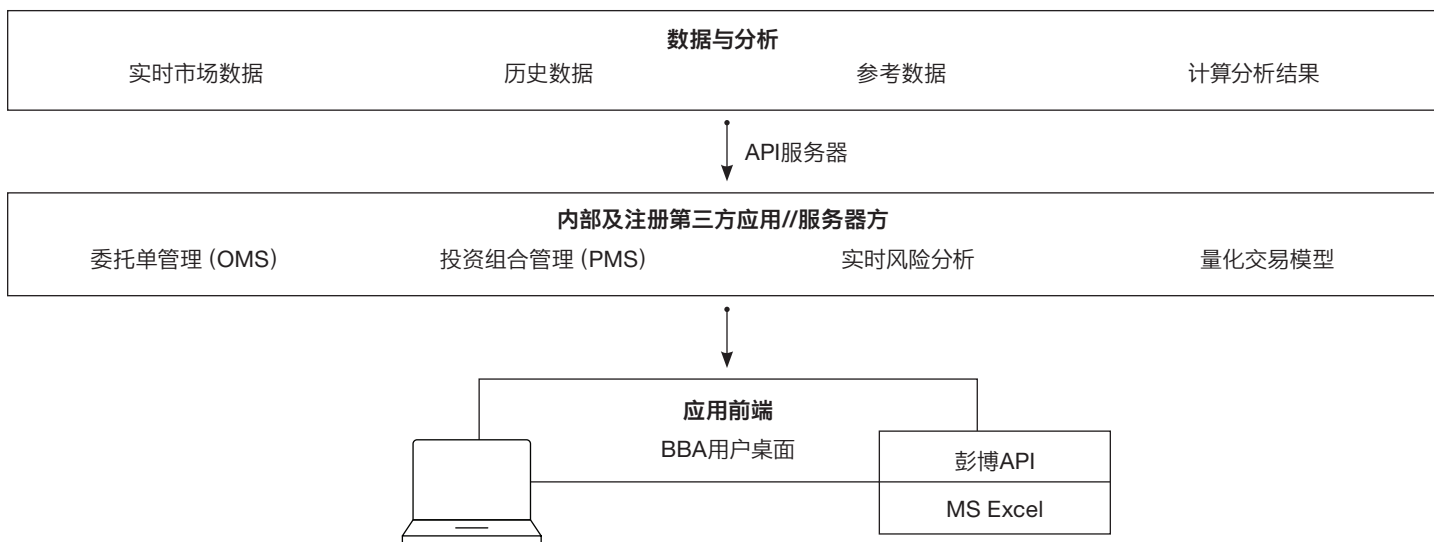 数据与分析
实时市场数据 历史数据 参考数据 计算分析结果
API服务器
内部及注册第三方应用//服务器方
委托单管理 (OMS) 投资组合管理 (PMS) 实时风险分析 量化交易模型
应用前端
BBA用户桌面
彭博API
MS Excel